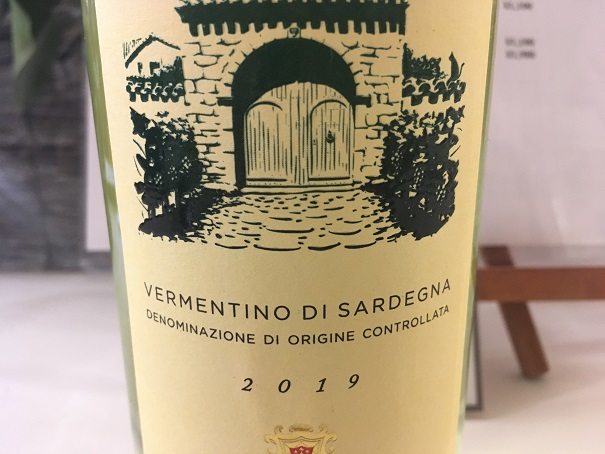 VERMENTINO DI SARDEGNA
DENOMINAZIONE DI ORIGINE CONTROLLATA
2019